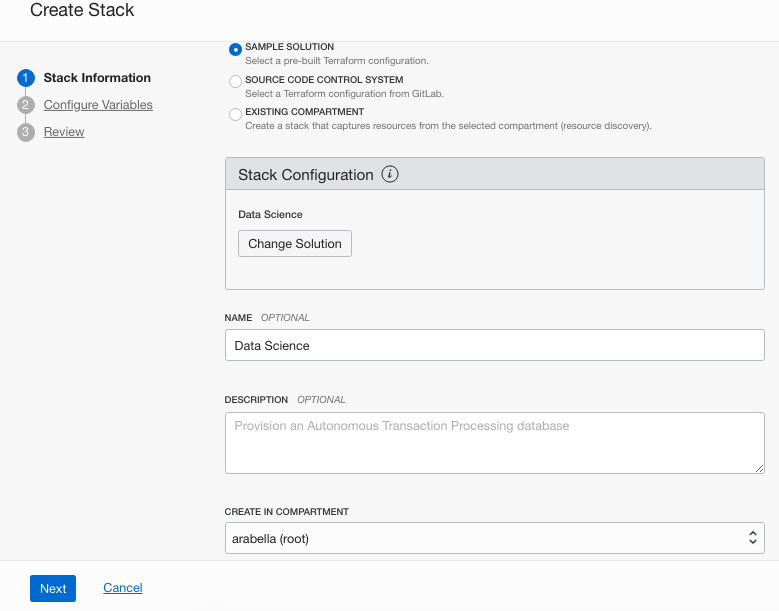 Create Stack
1 Stack Information
2 Configure Variables
3 Review
SAMPLE SOLUTION
Select a pre-built Terraform configuration.
SOURCE CODE CONTROL SYSTEM
Select a Terraform configuration from GitLab.
EXISTING COMPARTMENT
Create a stack that captures resources from the selected compartment (resource discovery).
Stack Configuration i
Data Science
Change Solution
NAME OPTIONAL
Data Science
DESCRIPTION OPTIONAL
Provision an Autonomous Transaction Processing database
CREATE IN COMPARTMENT
arabella (root)
Next Cancel